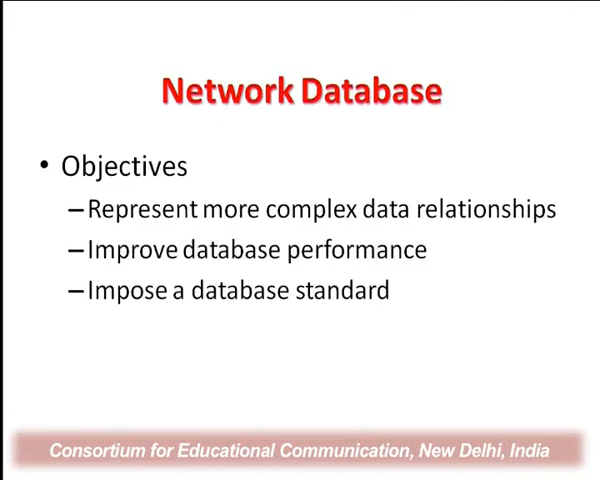 Network Database
• Objectives
–Represent more complex data relationships
–Improve database performance
–Impose a database standard
Consortium for Educational Communication, New Delhi, India